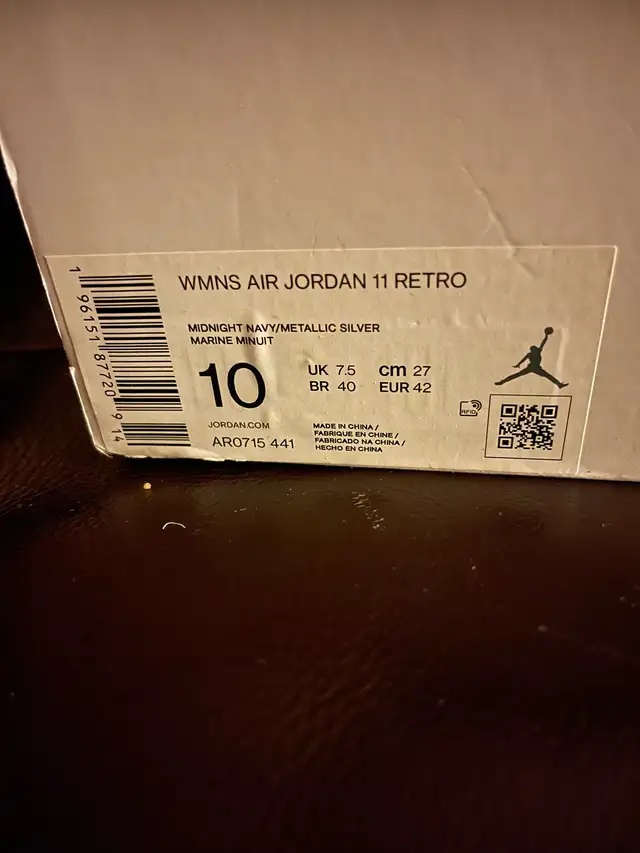 WMNS AIR JORDAN 11 RETRO
MIDNIGHT NAVY/METALLIC SILVER
MARINE MINUIT
10
UK 7.5 cm 27
BR 40 EUR 42
RFID
JORDAN.COM
AR0715 441
MADE IN CHINA /
FABRIQUE EN CHINE /
FABRICADO NA CHINA /
HECHO EN CHINA
1 96151 87720 9 14